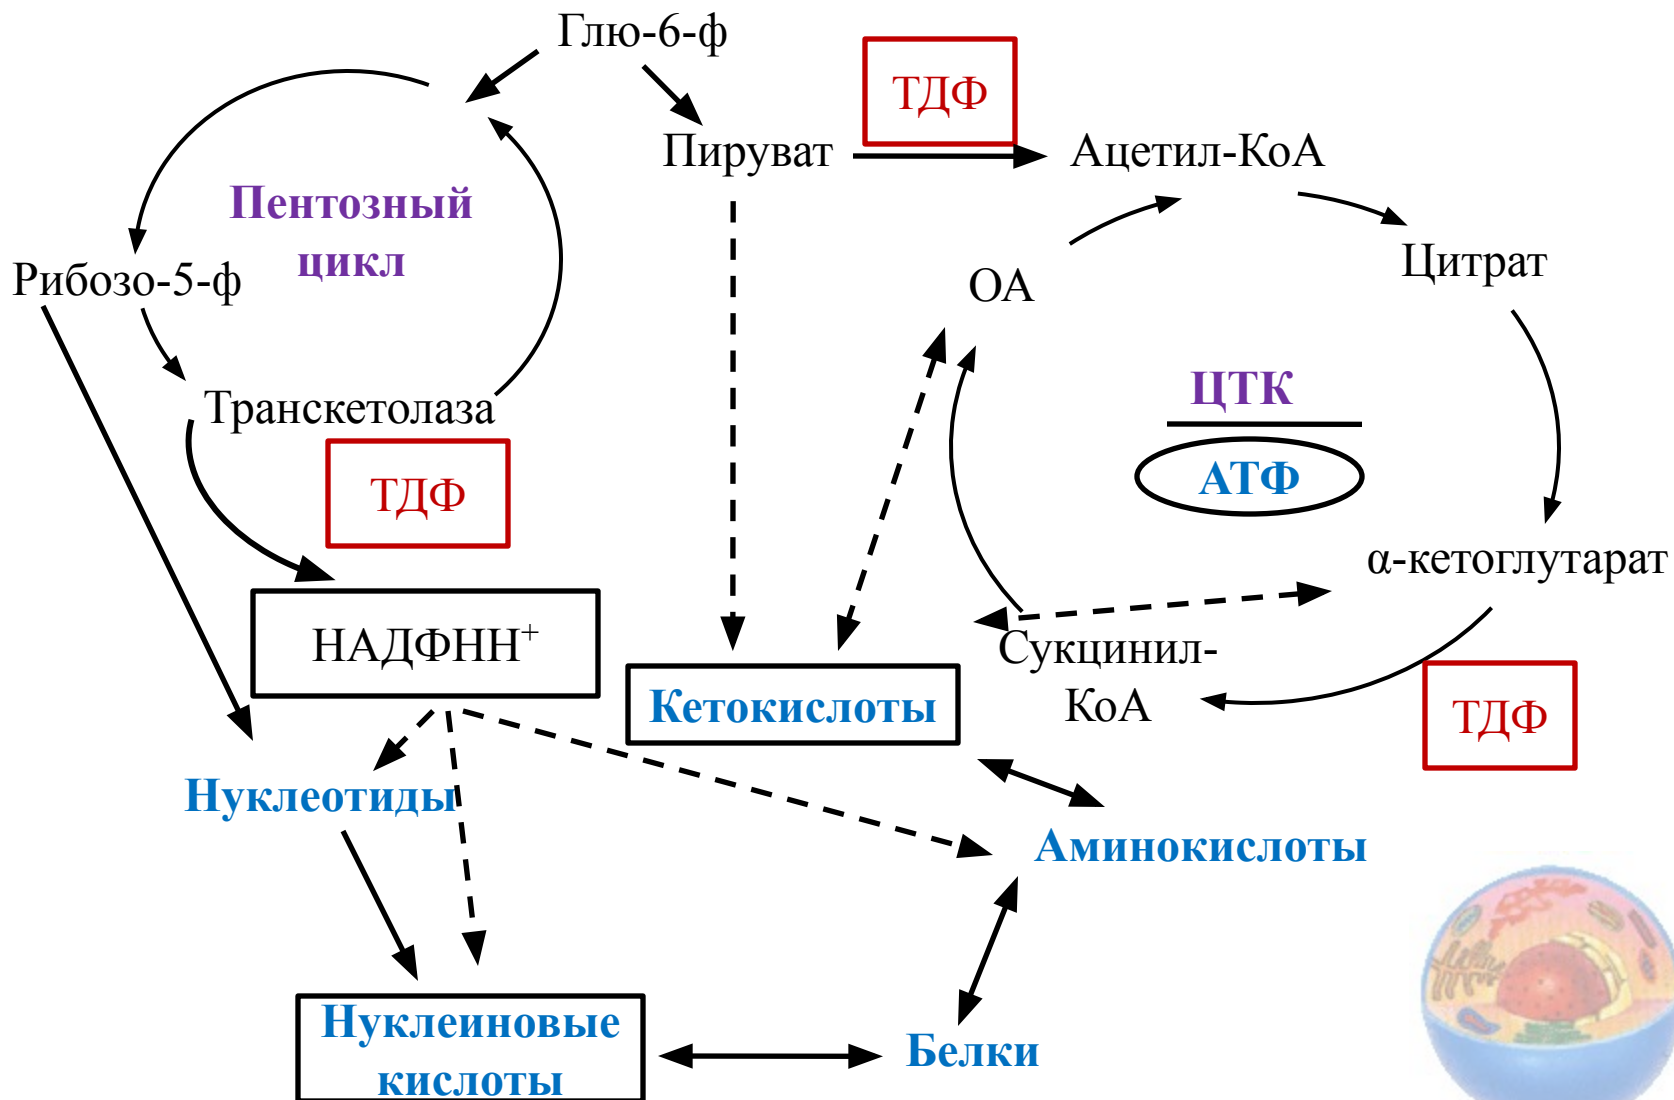 Глю-6-ф
ТДФ
Пируват
Ацетил-КоА
Пентозный
цикл
Рибозо-5-ф
Цитрат
ОА
ЦТК
Транскетолаза
АТФ
ТДФ
α-кетоглутарат
НАДФНН⁺
Сукцинил-
КоА
Кетокислоты
ТДФ
Нуклеотиды
Аминокислоты
Нуклеиновые
кислоты
Белки